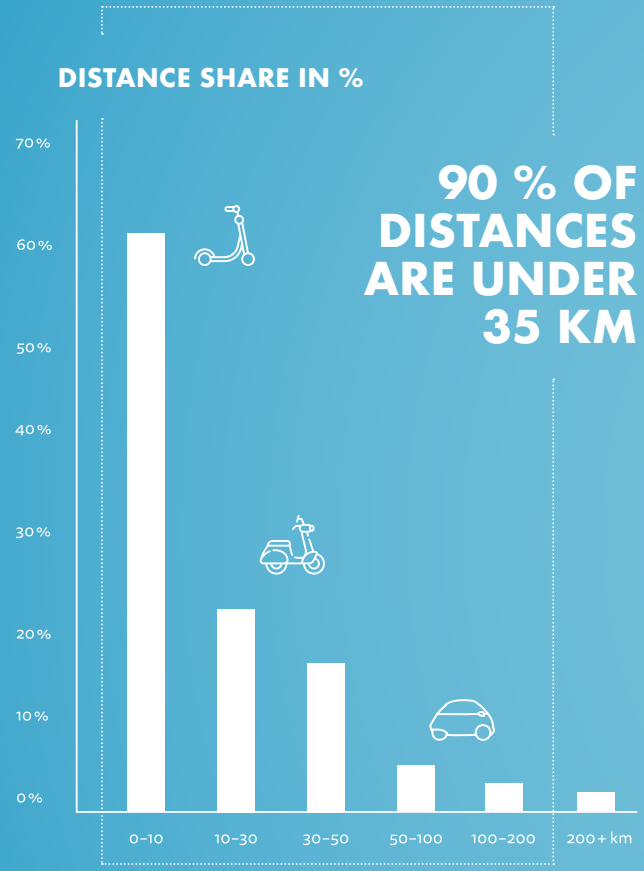 DISTANCE SHARE IN %
90 % OF
DISTANCES
ARE UNDER
35 KM
70%
60%
50%
40%
30%
20%
10%
0%
0–10 10–30 30–50 50–100 100–200 200+ km